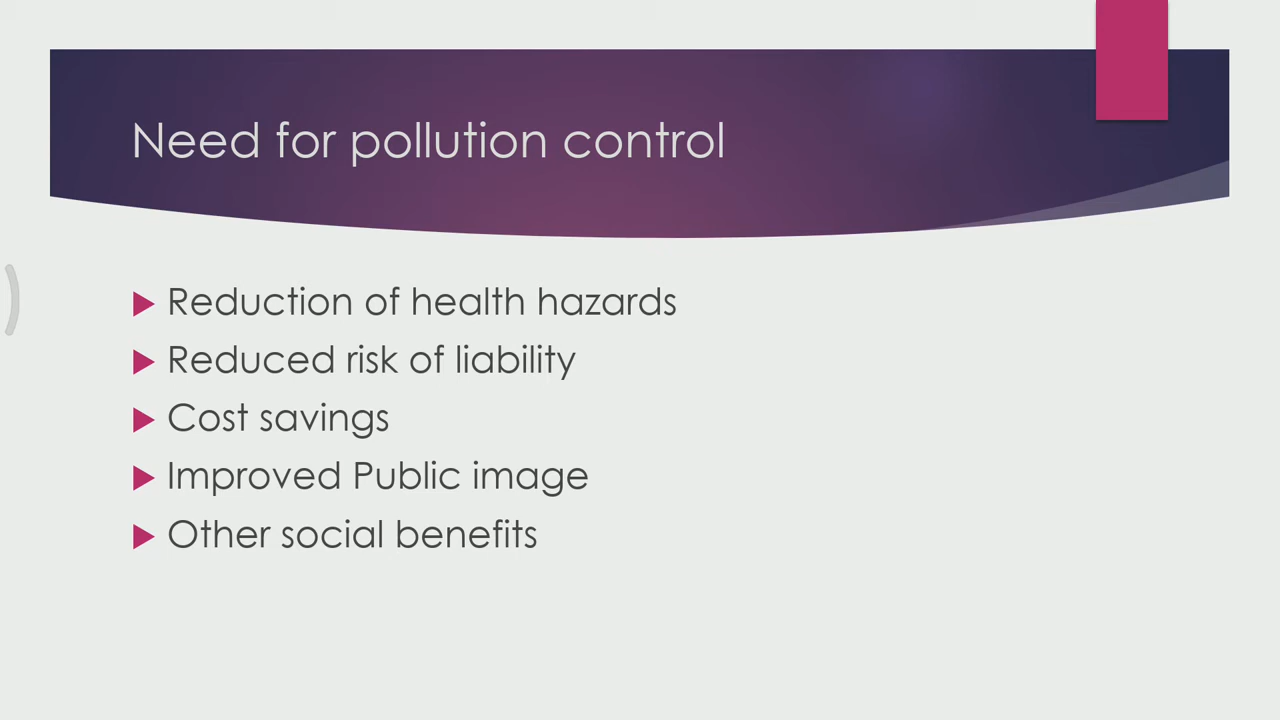 Need for pollution control
Reduction of health hazards
Reduced risk of liability
Cost savings
Improved Public image
Other social benefits